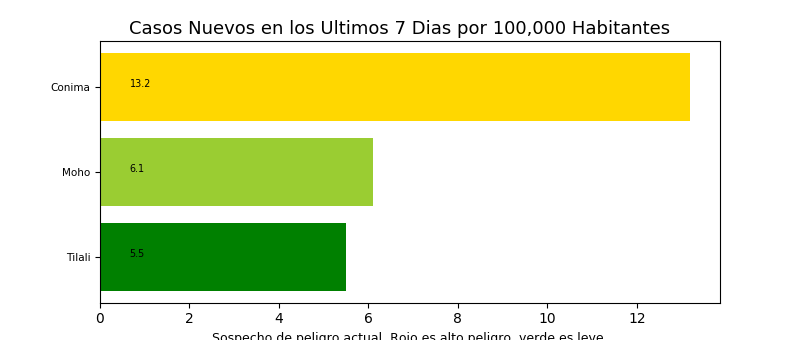 Casos Nuevos en los Ultimos 7 Dias por 100,000 Habitantes
Conima
13.2
Moho
6.1
Tilali
5.5
0 2 4 6 8 10 12
Sospecho de peligro actual. Rojo es alto peligro, verde es leve